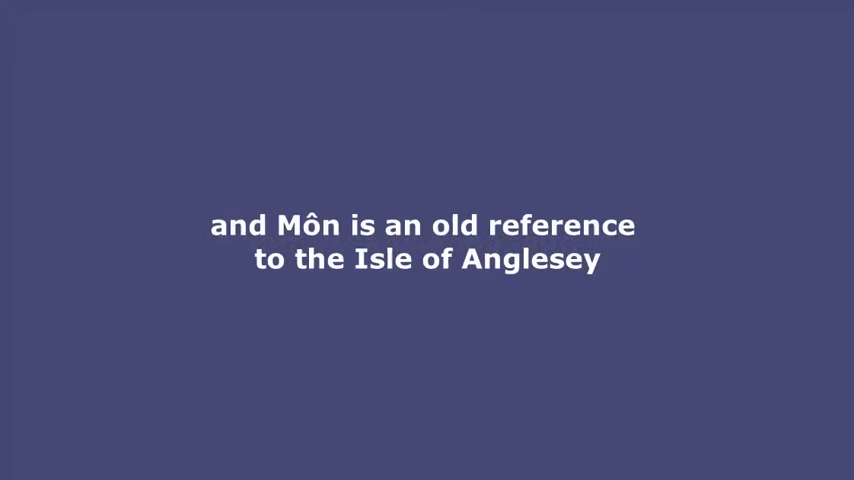 and Môn is an old reference
to the Isle of Anglesey